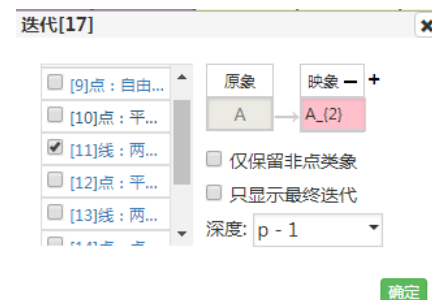 迭代[17]
[9]点：自由...
[10]点：平...
[11]线：两...
[12]点：平...
[13]线：两...
原象
映象
A
A_{2}
仅保留非点类象
只显示最终迭代
深度: p - 1
确定